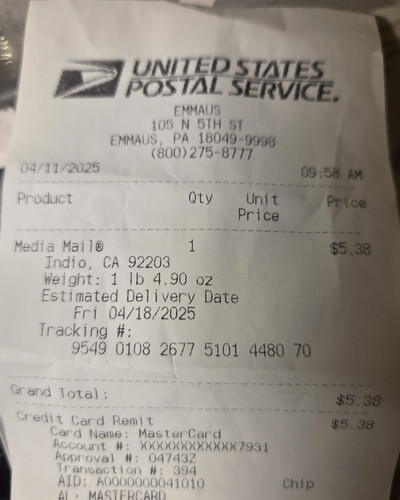 UNITED STATES
POSTAL SERVICE.
EMMAUS
105 N 5TH ST
EMMAUS, PA 18049-9998
(800)275-8777
04/11/2025 09:58 AM
Product Qty Unit Price
Price
Media Mail® 1 $5.38
Indio, CA 92203
Weight: 1 lb 4.90 oz
Estimated Delivery Date
Fri 04/18/2025
Tracking #:
9549 0108 2677 5101 4480 70
Grand Total: $5.38
Credit Card Remit $5.38
Card Name: MasterCard
Account #: XXXXXXXXXXXX7931
Approval #: 04743Z
Transaction #: 394
AID: A0000000041010 Chip
AL: MASTERCARD